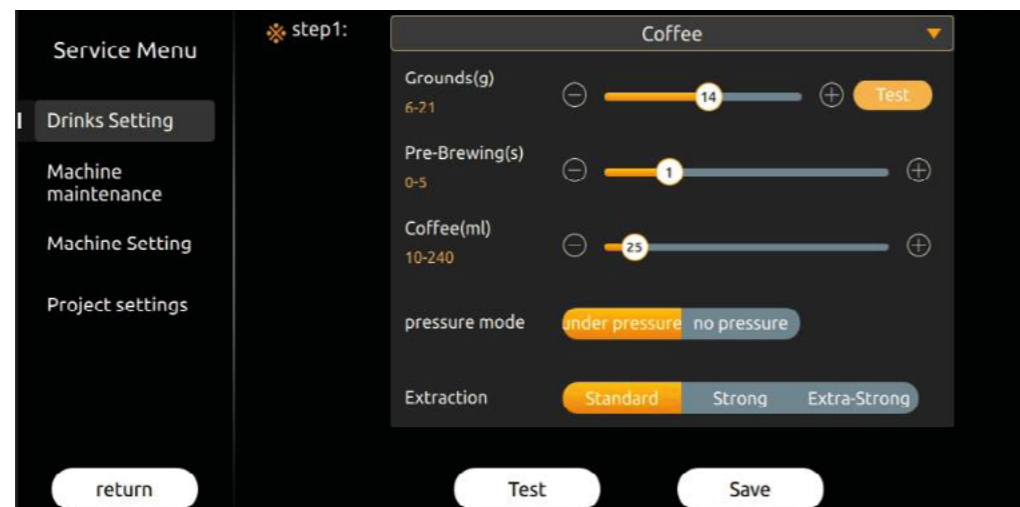 Service Menu
Drinks Setting
Machine
maintenance
Machine Setting
Project settings
return
step1:
Coffee
Grounds(g)
6-21
14
Test
Pre-Brewing(s)
0-5
1
Coffee(ml)
10-240
25
pressure mode
under pressure
no pressure
Extraction
Standard
Strong
Extra-Strong
Test
Save